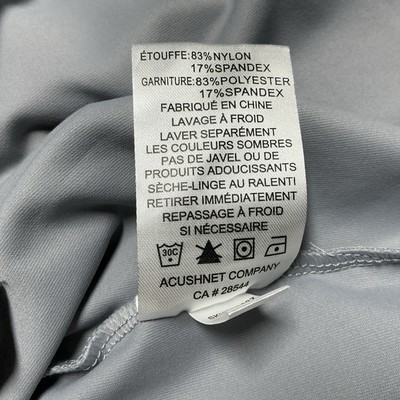 ÉTOUFFE:83%NYLON
17%SPANDEX
GARNITURE:83%POLYESTER
17%SPANDEX
FABRIQUÉ EN CHINE
LAVAGE À FROID
LAVER SEPARÉMENT
LES COULEURS SOMBRES
PAS DE JAVEL OU DE
PRODUITS ADOUCISSANTS
SÈCHE-LINGE AU RALENTI
RETIRER IMMÉDIATEMENT
REPASSAGE À FROID
SI NÉCESSAIRE
30C
ACUSHNET COMPANY
CA # 28544